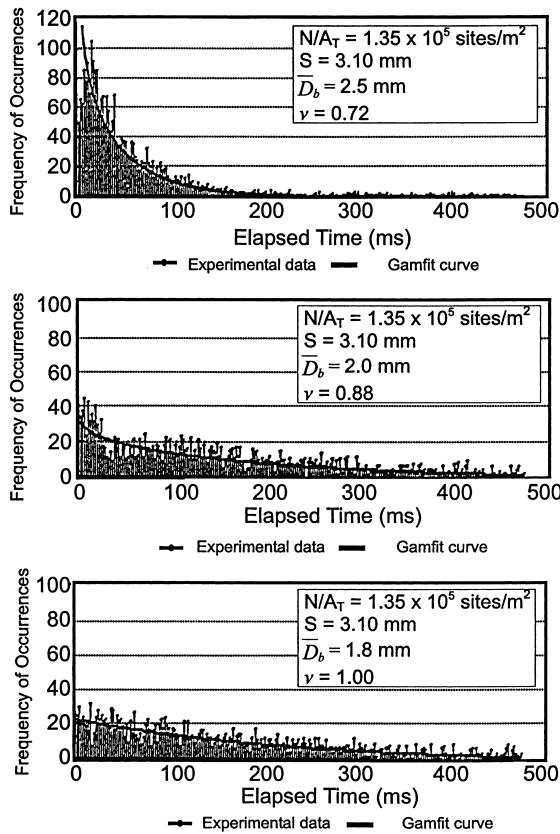 Frequency of Occurrences
120
100
80
60
40
20
0
N/A_T = 1.35 x 10^5 sites/m^2
S = 3.10 mm
D̅_b = 2.5 mm
ν = 0.72
0 100 200 300 400 500
Elapsed Time (ms)
Experimental data Gamfit curve
Frequency of Occurrences
100
80
60
40
20
0
N/A_T = 1.35 x 10^5 sites/m^2
S = 3.10 mm
D̅_b = 2.0 mm
ν = 0.88
0 100 200 300 400 500
Elapsed Time (ms)
Experimental data Gamfit curve
Frequency of Occurrences
100
80
60
40
20
0
N/A_T = 1.35 x 10^5 sites/m^2
S = 3.10 mm
D̅_b = 1.8 mm
ν = 1.00
0 100 200 300 400 500
Elapsed Time (ms)
Experimental data Gamfit curve